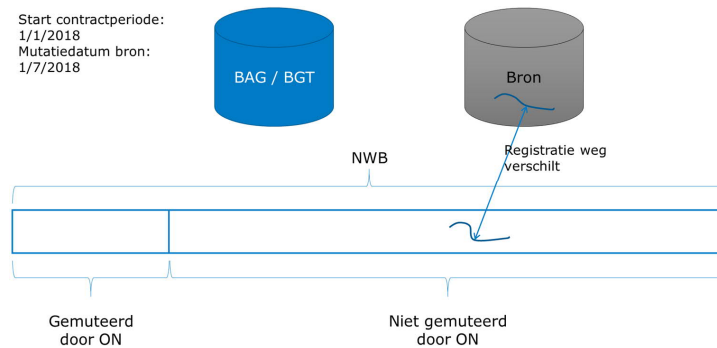 Start contractperiode:
1/1/2018
Mutatiedatum bron:
1/7/2018
BAG / BGT
Bron
Registratie weg
verschilt
NWB
Gemuteerd
door ON
Niet gemuteerd
door ON